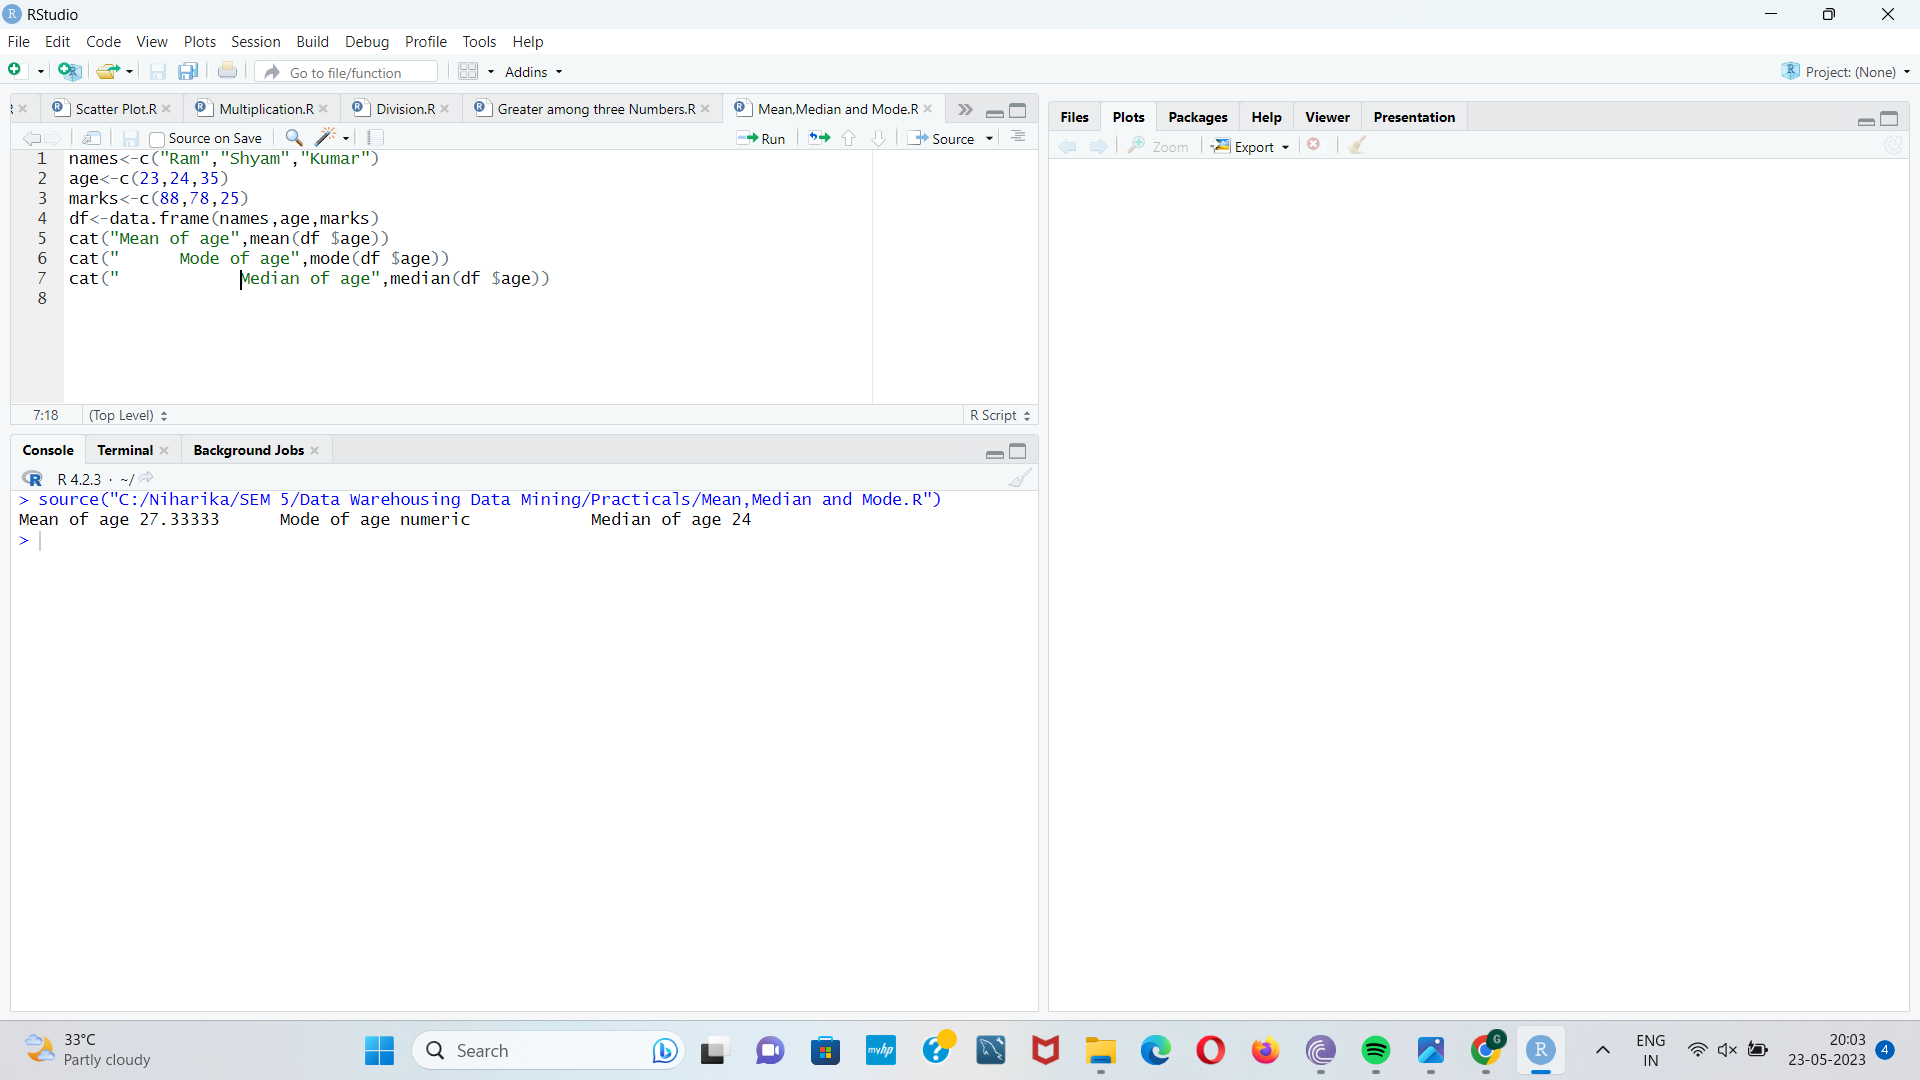 RStudio
File Edit Code View Plots Session Build Debug Profile Tools Help
Go to file/function Addins Project: (None)
Scatter Plot.R Multiplication.R Division.R Greater among three Numbers.R Mean,Median and Mode.R
Source on Save Run Source
1 names<-c("Ram","Shyam","Kumar")
2 age<-c(23,24,35)
3 marks<-c(88,78,25)
4 df<-data.frame(names,age,marks)
5 cat("Mean of age",mean(df $age))
6 cat("      Mode of age",mode(df $age))
7 cat("            Median of age",median(df $age))
8
7:18 (Top Level) R Script
Console Terminal Background Jobs
R 4.2.3 · ~/
> source("C:/Niharika/SEM 5/Data Warehousing Data Mining/Practicals/Mean,Median and Mode.R")
Mean of age 27.33333      Mode of age numeric            Median of age 24
>
Files Plots Packages Help Viewer Presentation
Zoom Export
33°C
Partly cloudy
Search
myhp
G
R
ENG
IN
20:03
23-05-2023
4